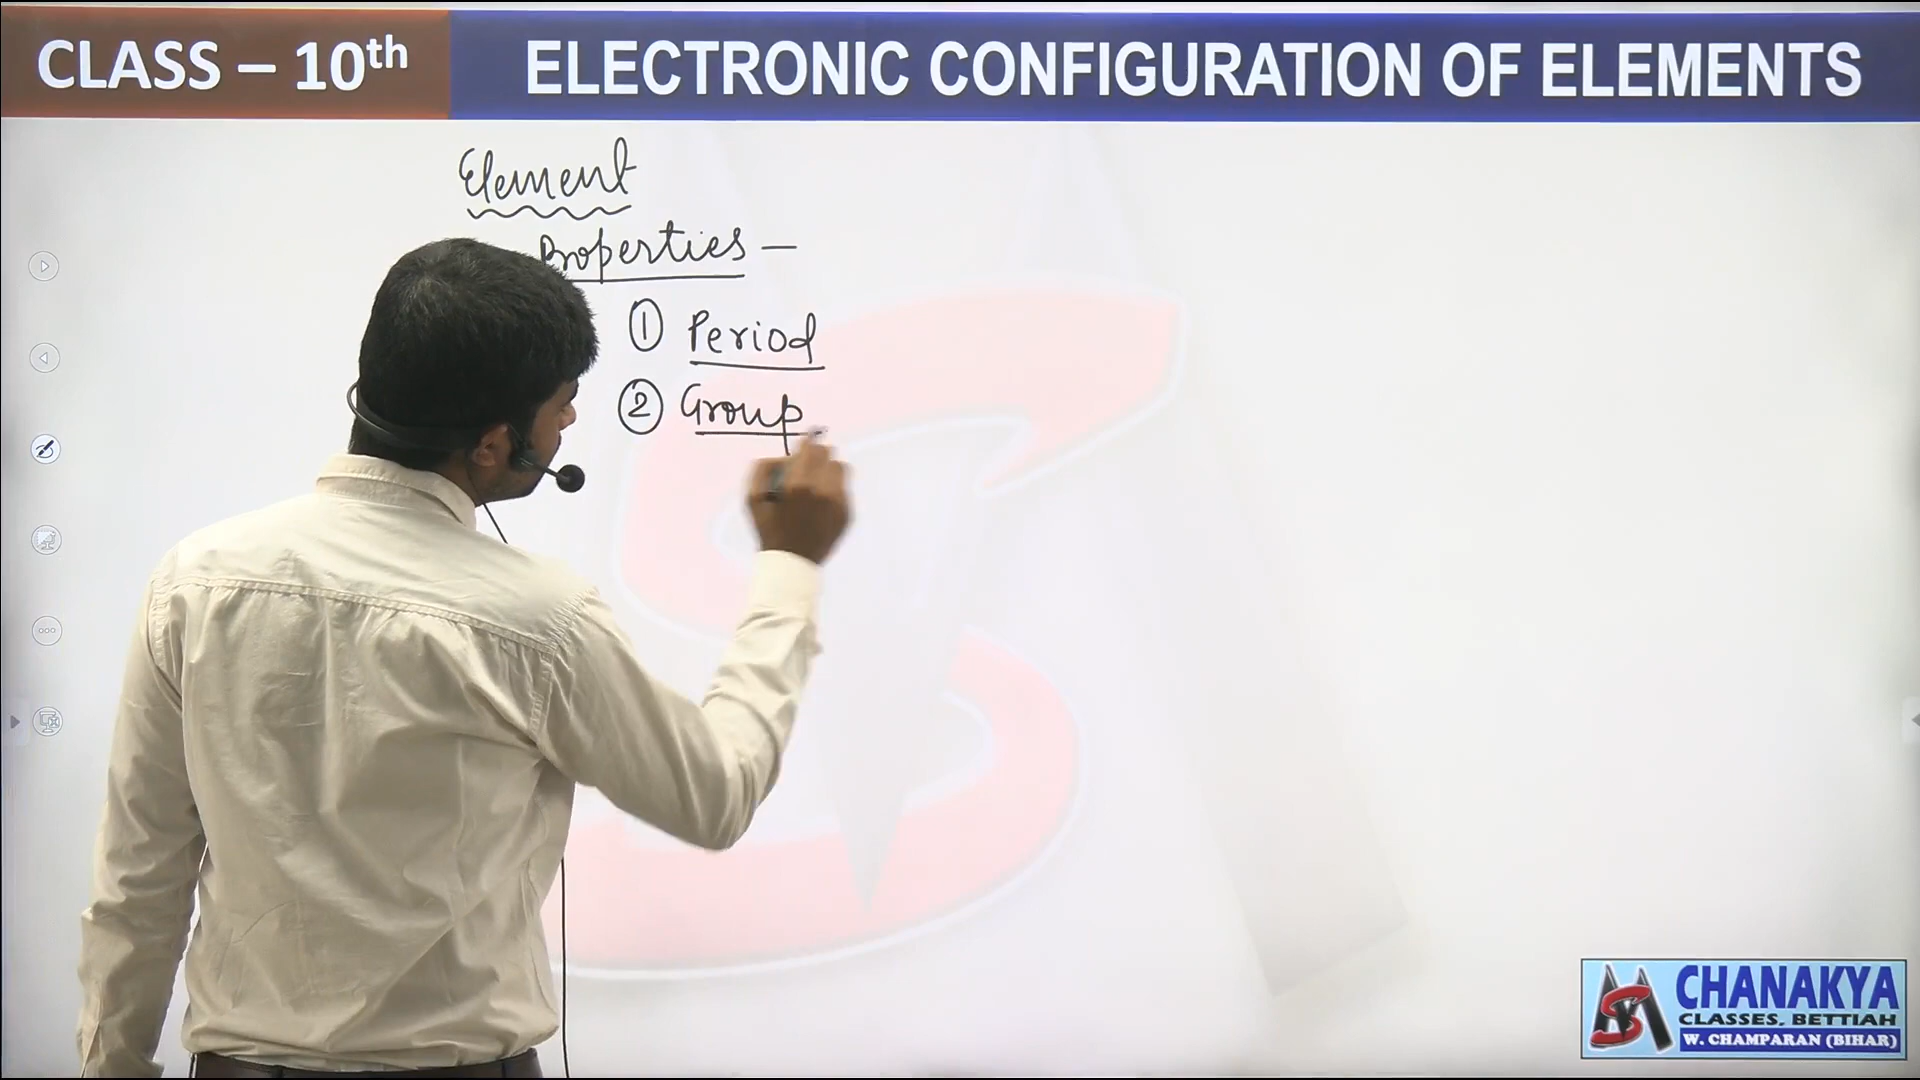 CLASS – 10th
ELECTRONIC CONFIGURATION OF ELEMENTS
Element
Properties –
① Period
② Group
CHANAKYA
CLASSES, BETTIAH
W. CHAMPARAN (BIHAR)